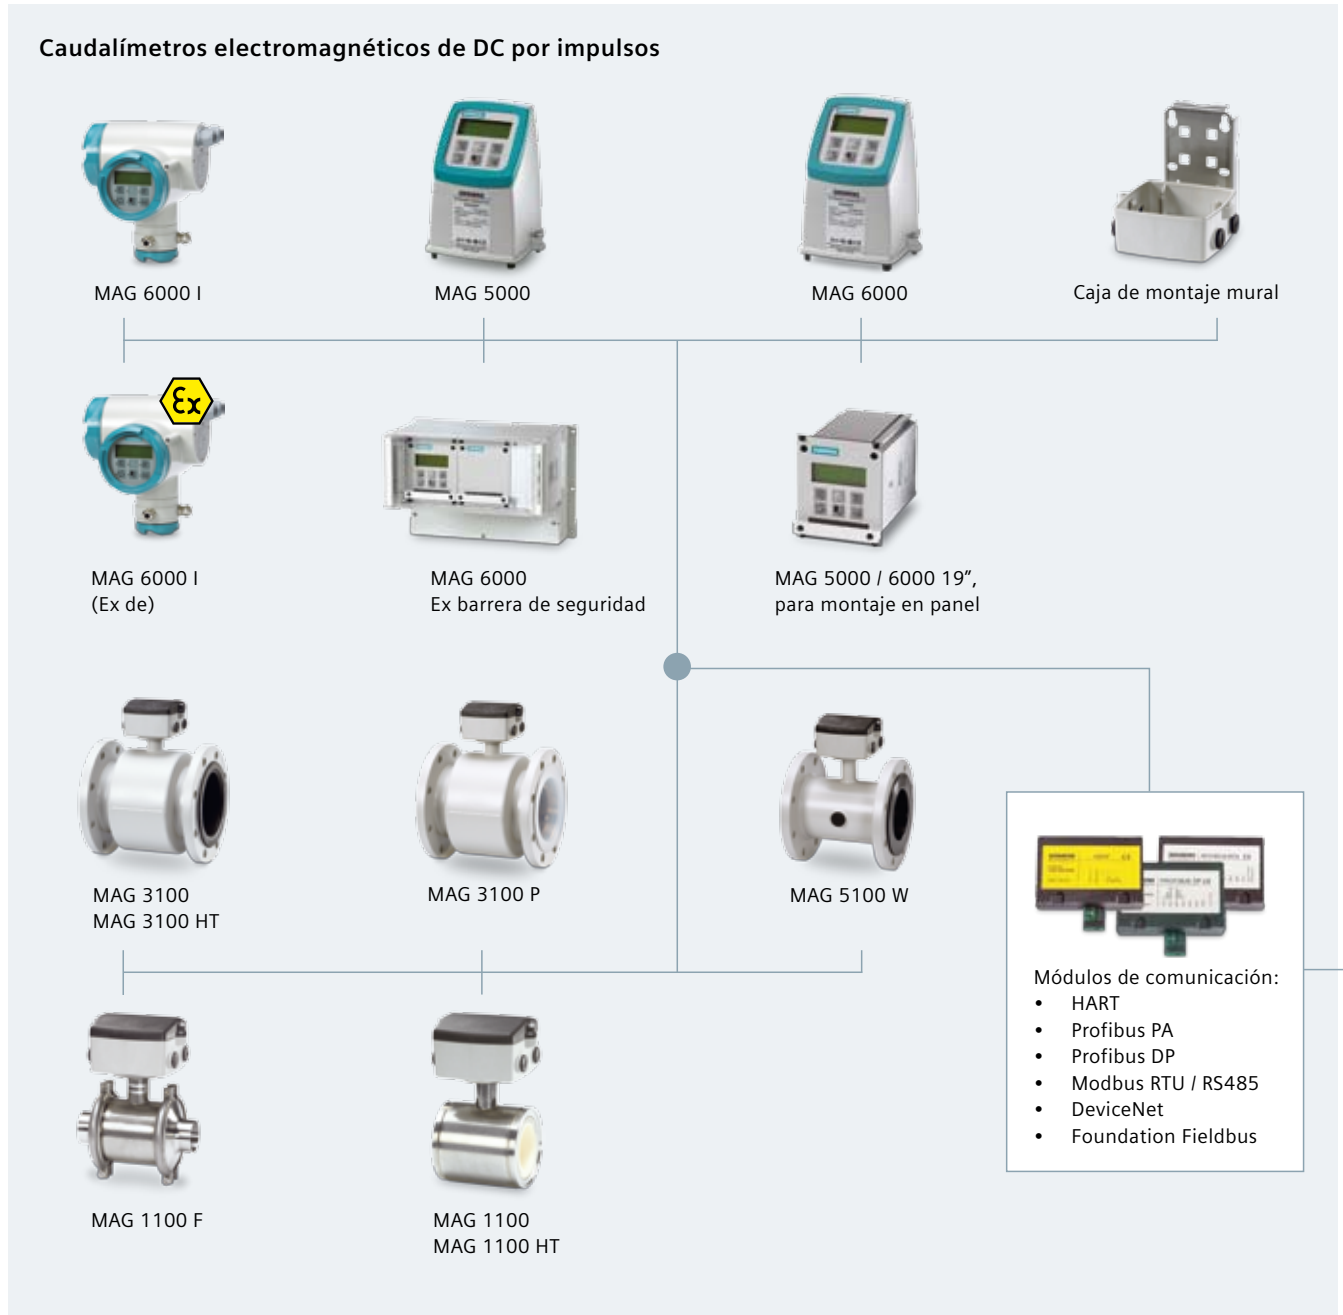 Caudalímetros electromagnéticos de DC por impulsos
MAG 6000 I
MAG 5000
MAG 6000
Caja de montaje mural
Ex
MAG 6000 I
(Ex de)
MAG 6000
Ex barrera de seguridad
MAG 5000 / 6000 19”,
para montaje en panel
MAG 3100
MAG 3100 HT
MAG 3100 P
MAG 5100 W
Módulos de comunicación:
• HART
• Profibus PA
• Profibus DP
• Modbus RTU / RS485
• DeviceNet
• Foundation Fieldbus
MAG 1100 F
MAG 1100
MAG 1100 HT